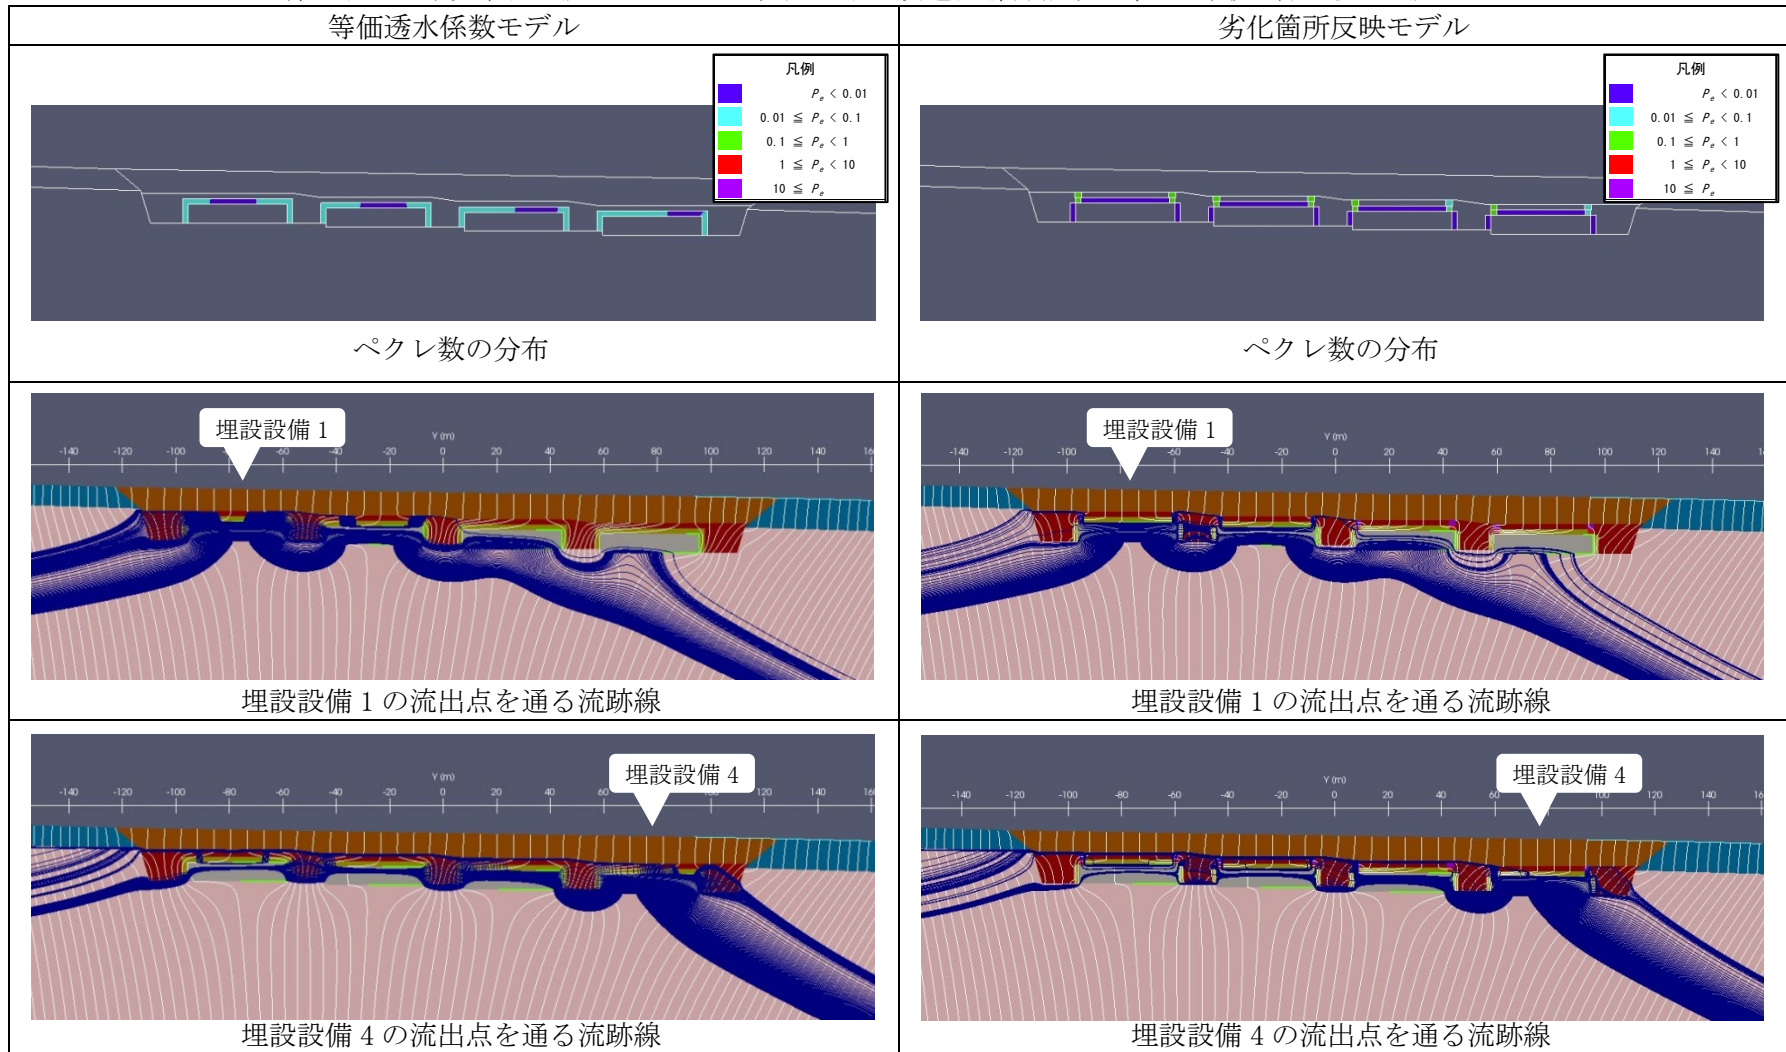 等価透水係数モデル
劣化箇所反映モデル
凡例
Pe < 0.01
0.01 ≦ Pe < 0.1
0.1 ≦ Pe < 1
1 ≦ Pe < 10
10 ≦ Pe
凡例
Pe < 0.01
0.01 ≦ Pe < 0.1
0.1 ≦ Pe < 1
1 ≦ Pe < 10
10 ≦ Pe
ペクレ数の分布
ペクレ数の分布
埋設設備 1
Y (m)
-140 -120 -100 -60 -40 -20 0 20 40 60 80 100 120 140 160
埋設設備 1
Y (m)
-140 -120 -100 -60 -40 -20 0 20 40 60 80 100 120 140
埋設設備 1 の流出点を通る流跡線
埋設設備 1 の流出点を通る流跡線
埋設設備 4
Y (m)
-140 -120 -100 -80 -60 -40 -20 0 20 40 60 120 140 160
埋設設備 4
Y (m)
-140 -120 -100 -80 -60 -40 -20 0 20 40 60 100 120 140
埋設設備 4 の流出点を通る流跡線
埋設設備 4 の流出点を通る流跡線